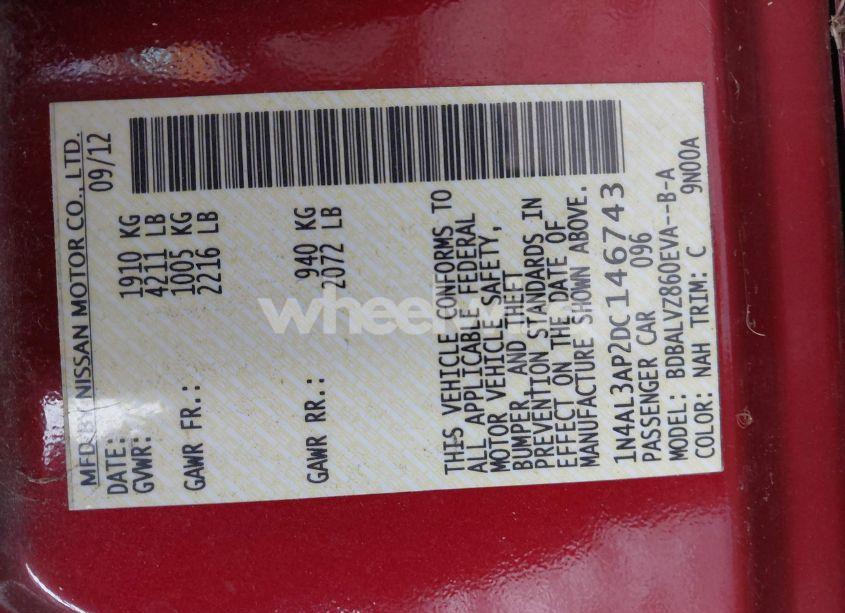 MFD BY NISSAN MOTOR CO., LTD.
DATE: 09/12
GVWR: 1910 KG
4211 LB
GAWR FR.: 1005 KG
2216 LB
GAWR RR.: 940 KG
2072 LB
THIS VEHICLE CONFORMS TO
ALL APPLICABLE FEDERAL
MOTOR VEHICLE SAFETY,
BUMPER AND THEFT
PREVENTION STANDARDS IN
EFFECT ON THE DATE OF
MANUFACTURE SHOWN ABOVE.
1N4AL3AP2DC146743
PASSENGER CAR 096
MODEL: BDBALVZ860EVA--B-A
COLOR: NAH TRIM: C 9N00A